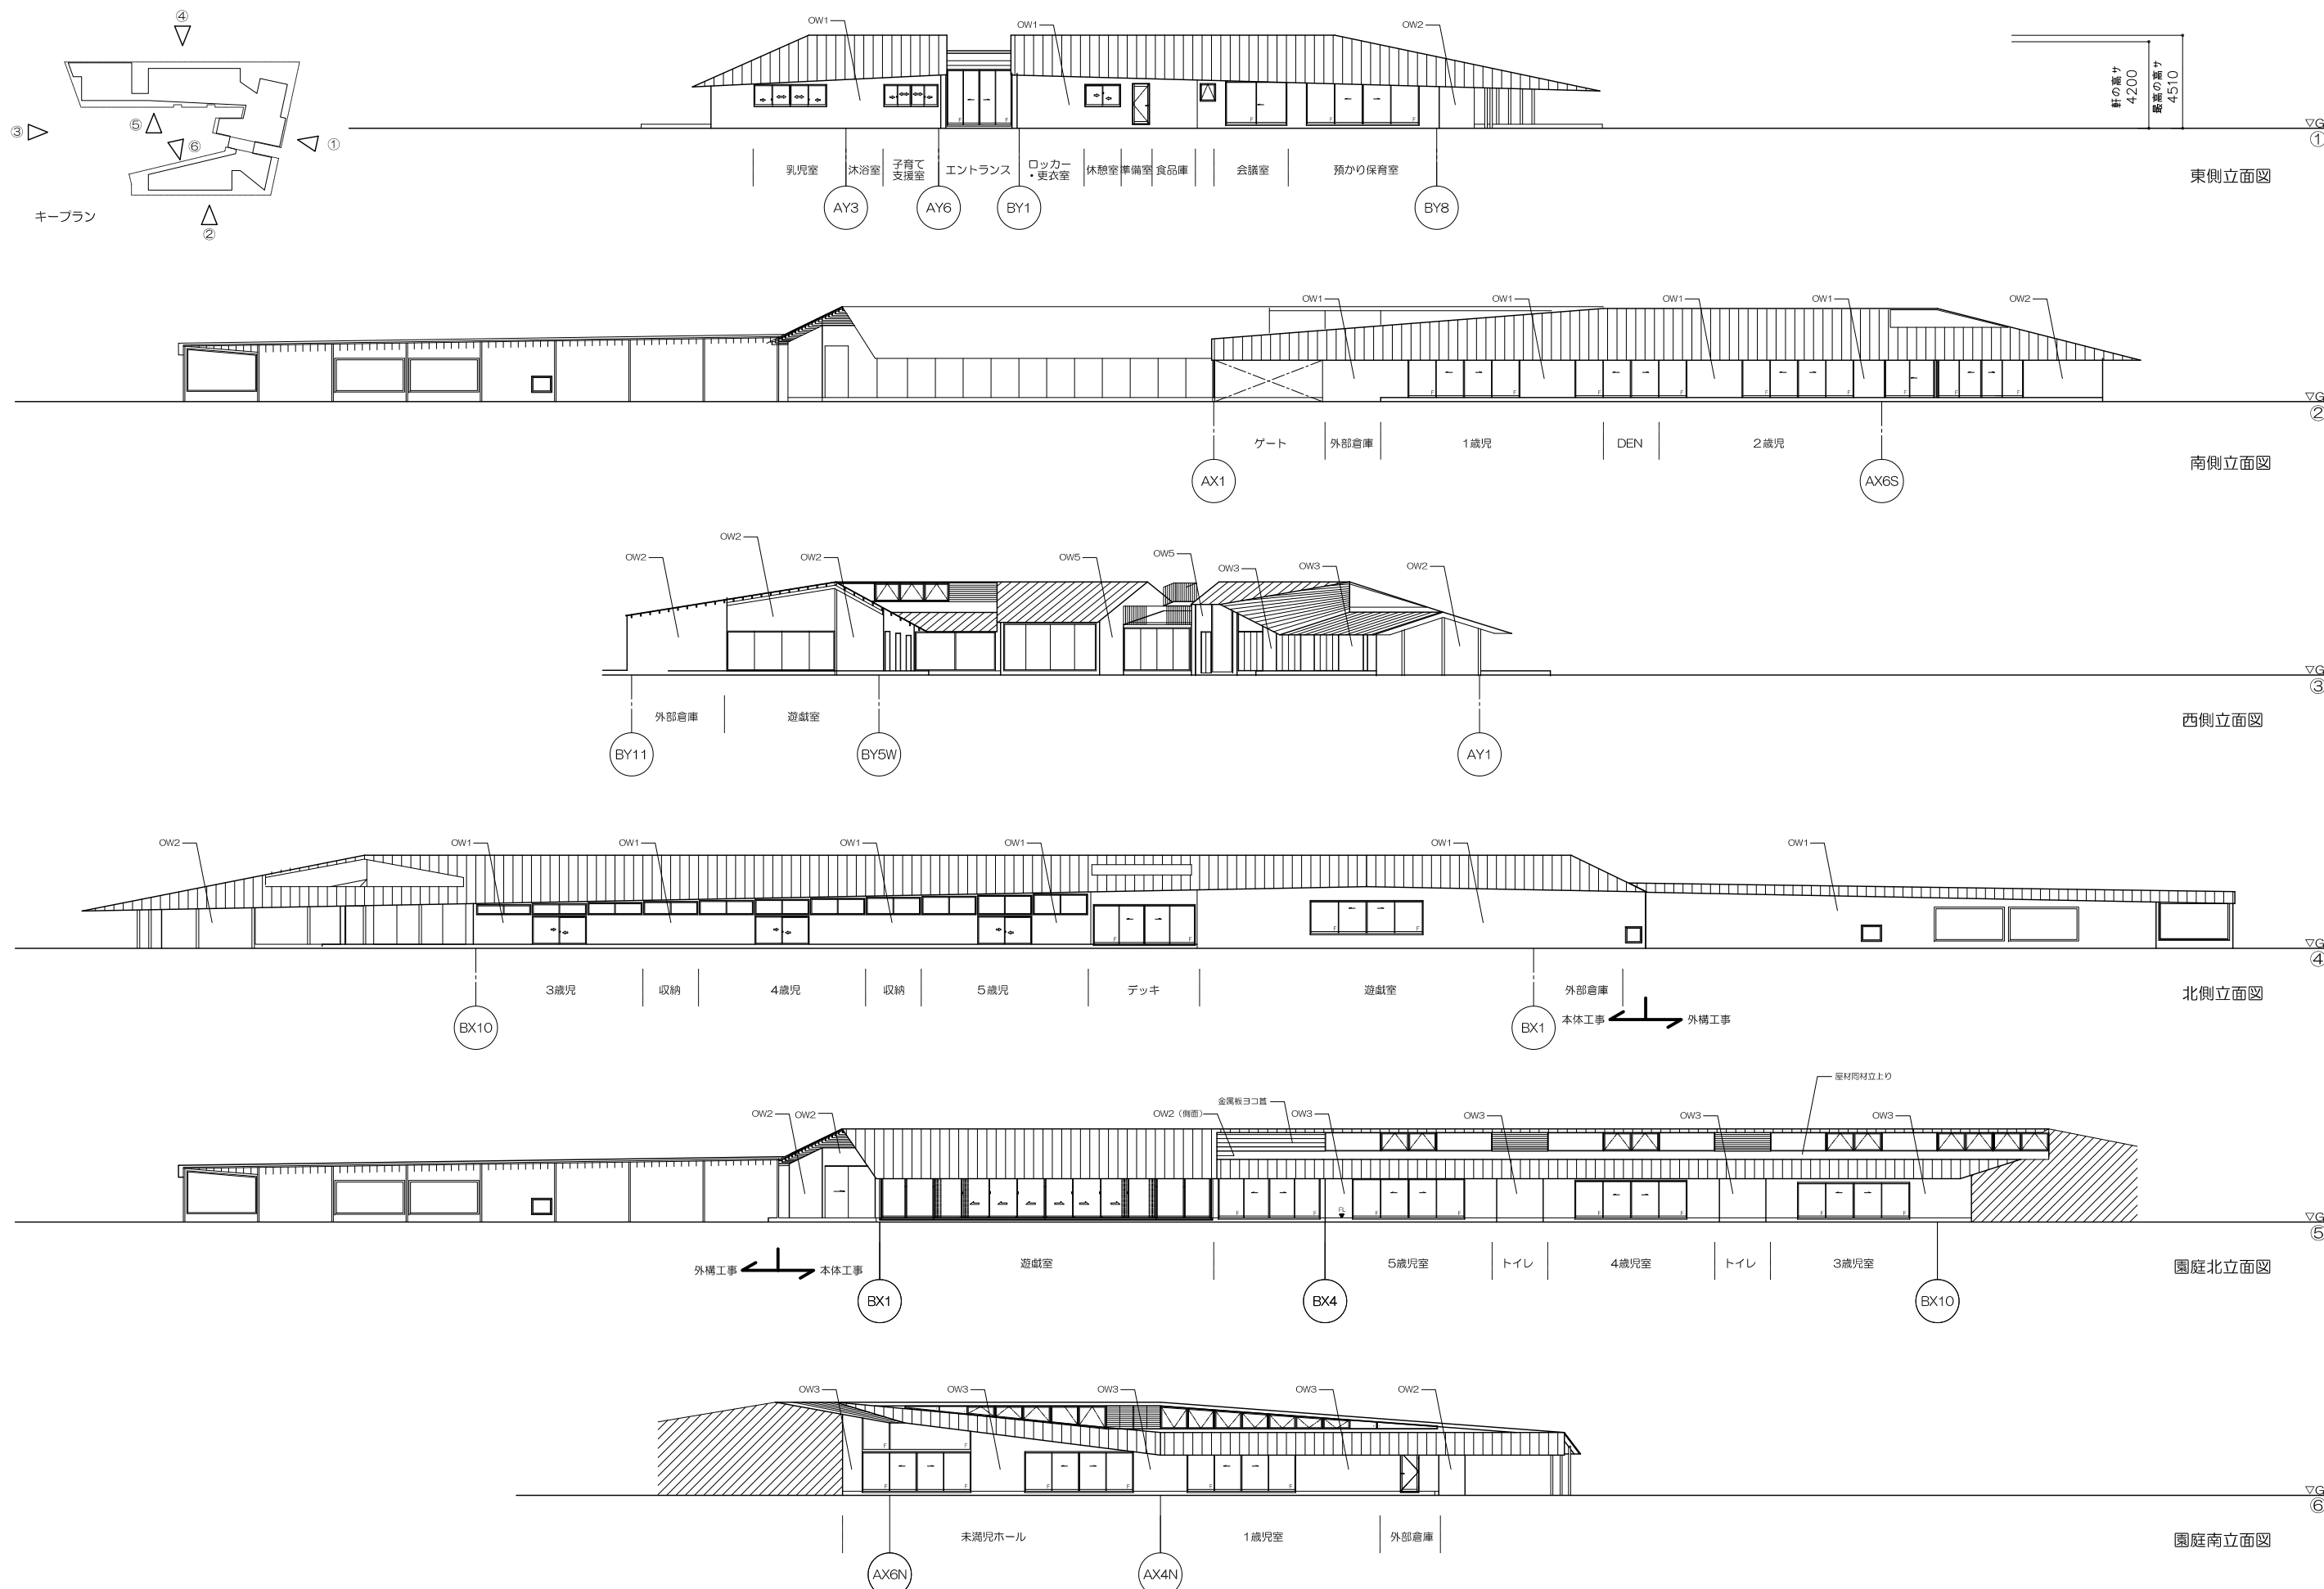 ④
③
⑤
⑥
①
②
キープラン
OW1
OW1
OW2
軒の高サ
4200
最高の高サ
4510
▽G
①
乳児室
沐浴室
子育て
支援室
エントランス
ロッカー
・更衣室
休憩室
準備室
食品庫
会議室
預かり保育室
東側立面図
AY3
AY6
BY1
BY8
OW1
OW1
OW1
OW1
OW2
▽G
②
ゲート
外部倉庫
1歳児
DEN
2歳児
南側立面図
AX1
AX6S
OW2
OW2
OW2
OW5
OW5
OW3
OW3
OW2
▽G
③
外部倉庫
遊戯室
西側立面図
BY11
BY5W
AY1
OW2
OW1
OW1
OW1
OW1
OW1
OW1
▽G
④
3歳児
収納
4歳児
収納
5歳児
デッキ
遊戯室
外部倉庫
北側立面図
BX10
BX1
本体工事
外構工事
屋材同材立上り
OW2
OW2
OW2(側面)
金属板ヨコ葺
OW3
OW3
OW3
OW3
FL
▽G
⑤
外構工事
本体工事
遊戯室
5歳児室
トイレ
4歳児室
トイレ
3歳児室
園庭北立面図
BX1
BX4
BX10
OW3
OW3
OW3
OW3
OW2
▽G
⑥
未満児ホール
1歳児室
外部倉庫
園庭南立面図
AX6N
AX4N